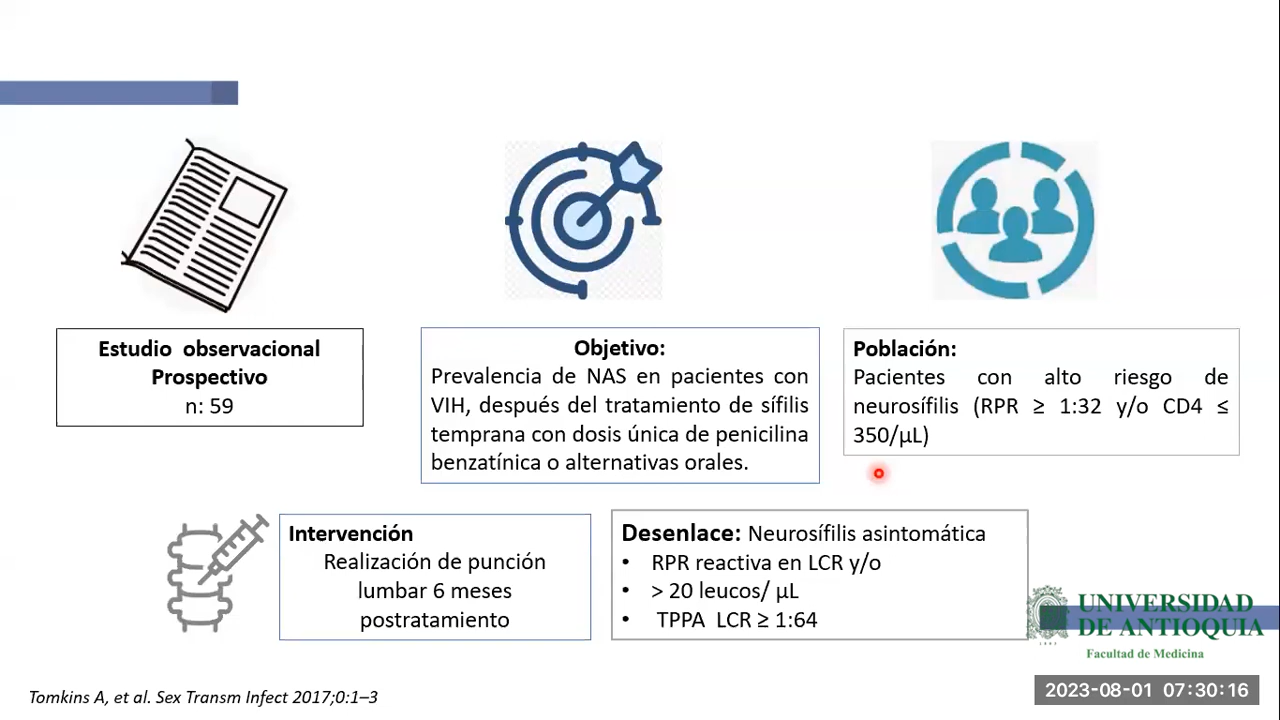 Estudio observacional
Prospectivo
n: 59
Objetivo:
Prevalencia de NAS en pacientes con
VIH, después del tratamiento de sífilis
temprana con dosis única de penicilina
benzatínica o alternativas orales.
Población:
Pacientes con alto riesgo de
neurosífilis (RPR ≥ 1:32 y/o CD4 ≤
350/µL)
Intervención
Realización de punción
lumbar 6 meses
postratamiento
Desenlace: Neurosífilis asintomática
• RPR reactiva en LCR y/o
• > 20 leucos/ µL
• TPPA LCR ≥ 1:64
UNIVERSIDAD
DE ANTIOQUIA
Facultad de Medicina
Tomkins A, et al. Sex Transm Infect 2017;0:1–3
2023-08-01 07:30:16